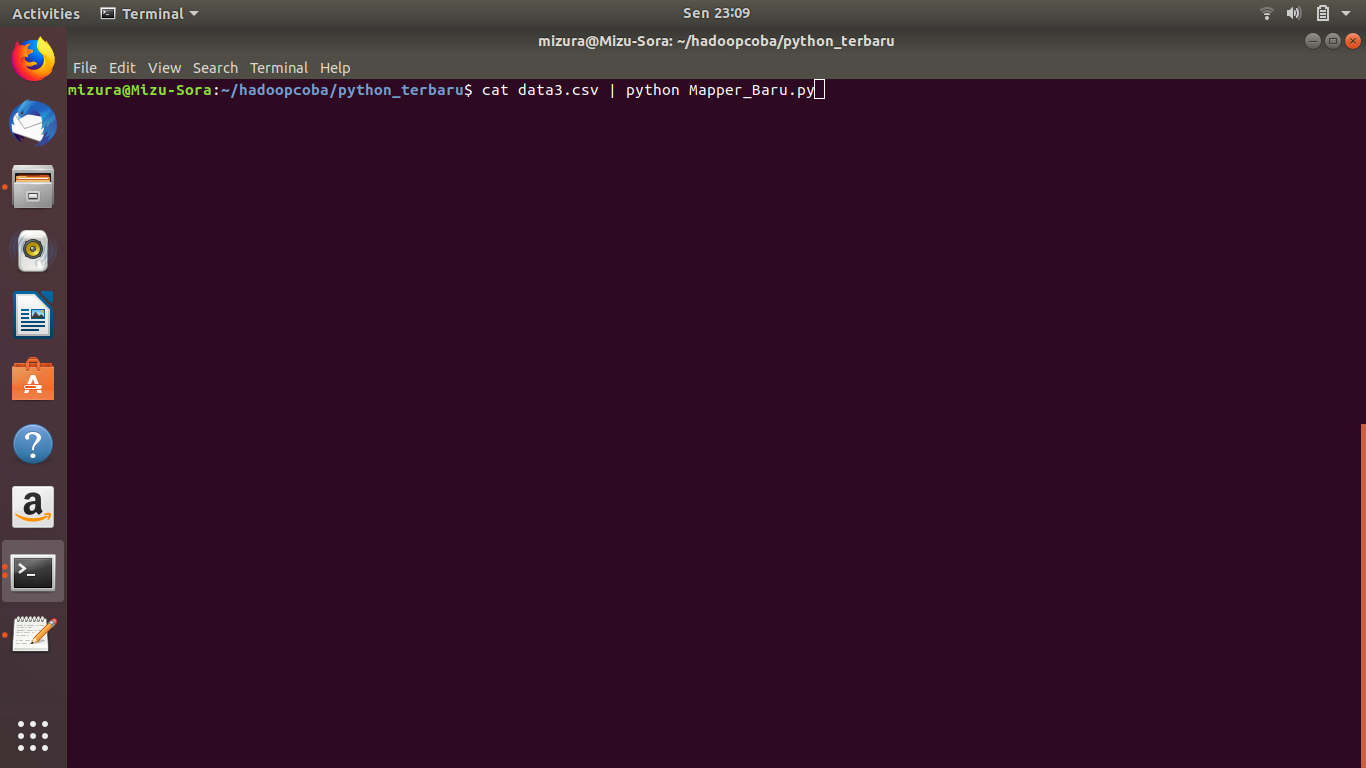 Activities Terminal Sen 23:09
mizura@Mizu-Sora: ~/hadoopcoba/python_terbaru
File Edit View Search Terminal Help
mizura@Mizu-Sora:~/hadoopcoba/python_terbaru$ cat data3.csv | python Mapper_Baru.py